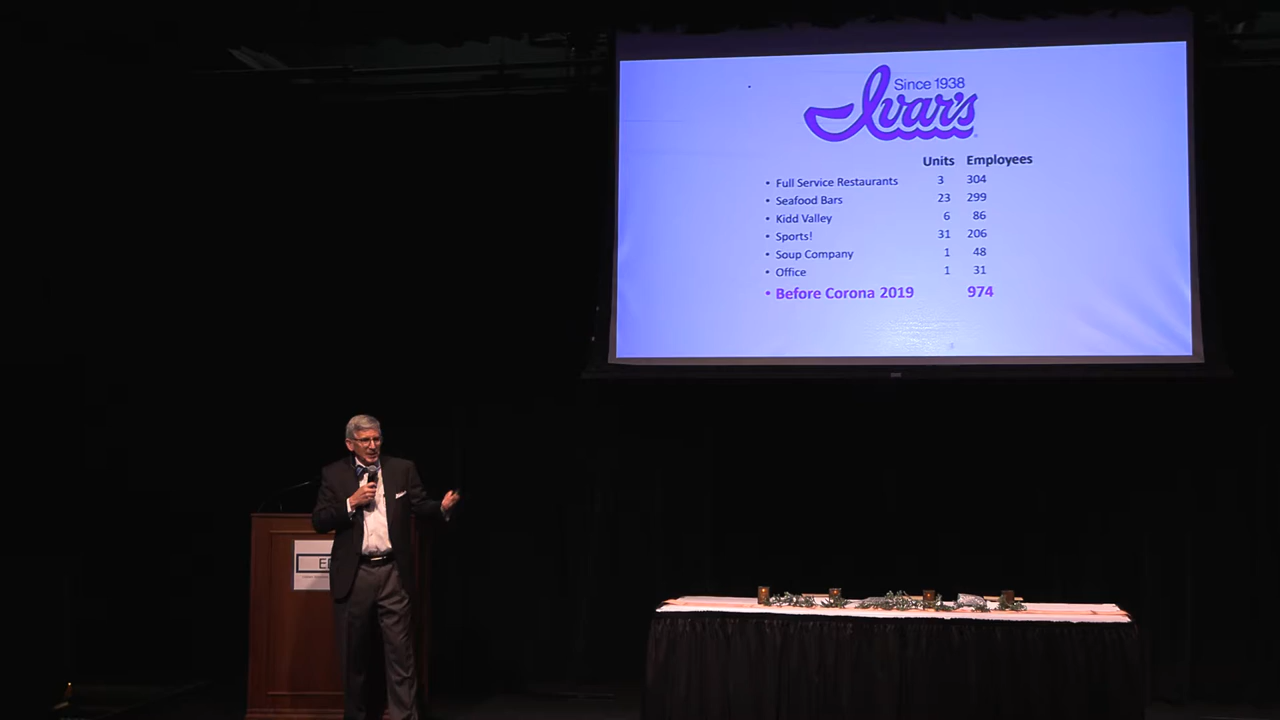 Since 1938
Ivar's
Units Employees
• Full Service Restaurants 3 304
• Seafood Bars 23 299
• Kidd Valley 6 86
• Sports! 31 206
• Soup Company 1 48
• Office 1 31
• Before Corona 2019 974